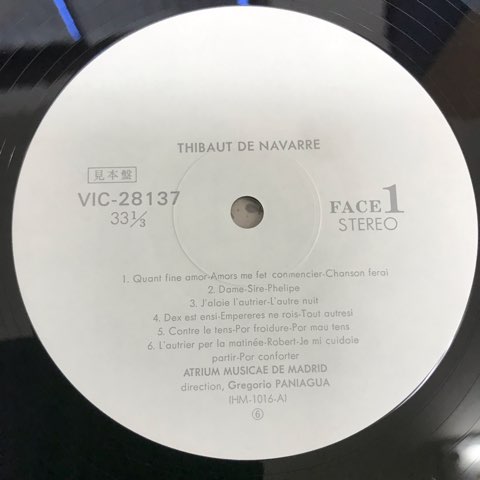 THIBAUT DE NAVARRE
見本盤
VIC-28137
33 1/3
FACE 1
STEREO
1. Quant fine amor-Amors me fet commencier-Chanson ferai
2. Dame-Sire-Phelipe
3. J'aloie l'autrier-L'autre nuit
4. Dex est ensi-Empereres ne rois-Tout autresi
5. Contre le tens-Por froidure-Por mau tens
6. L'autrier per la matinée-Robert-Je mi cuidoie
partir-Por conforter
ATRIUM MUSICAE DE MADRID
direction, Gregorio PANIAGUA
(HM-1016-A)
⑥